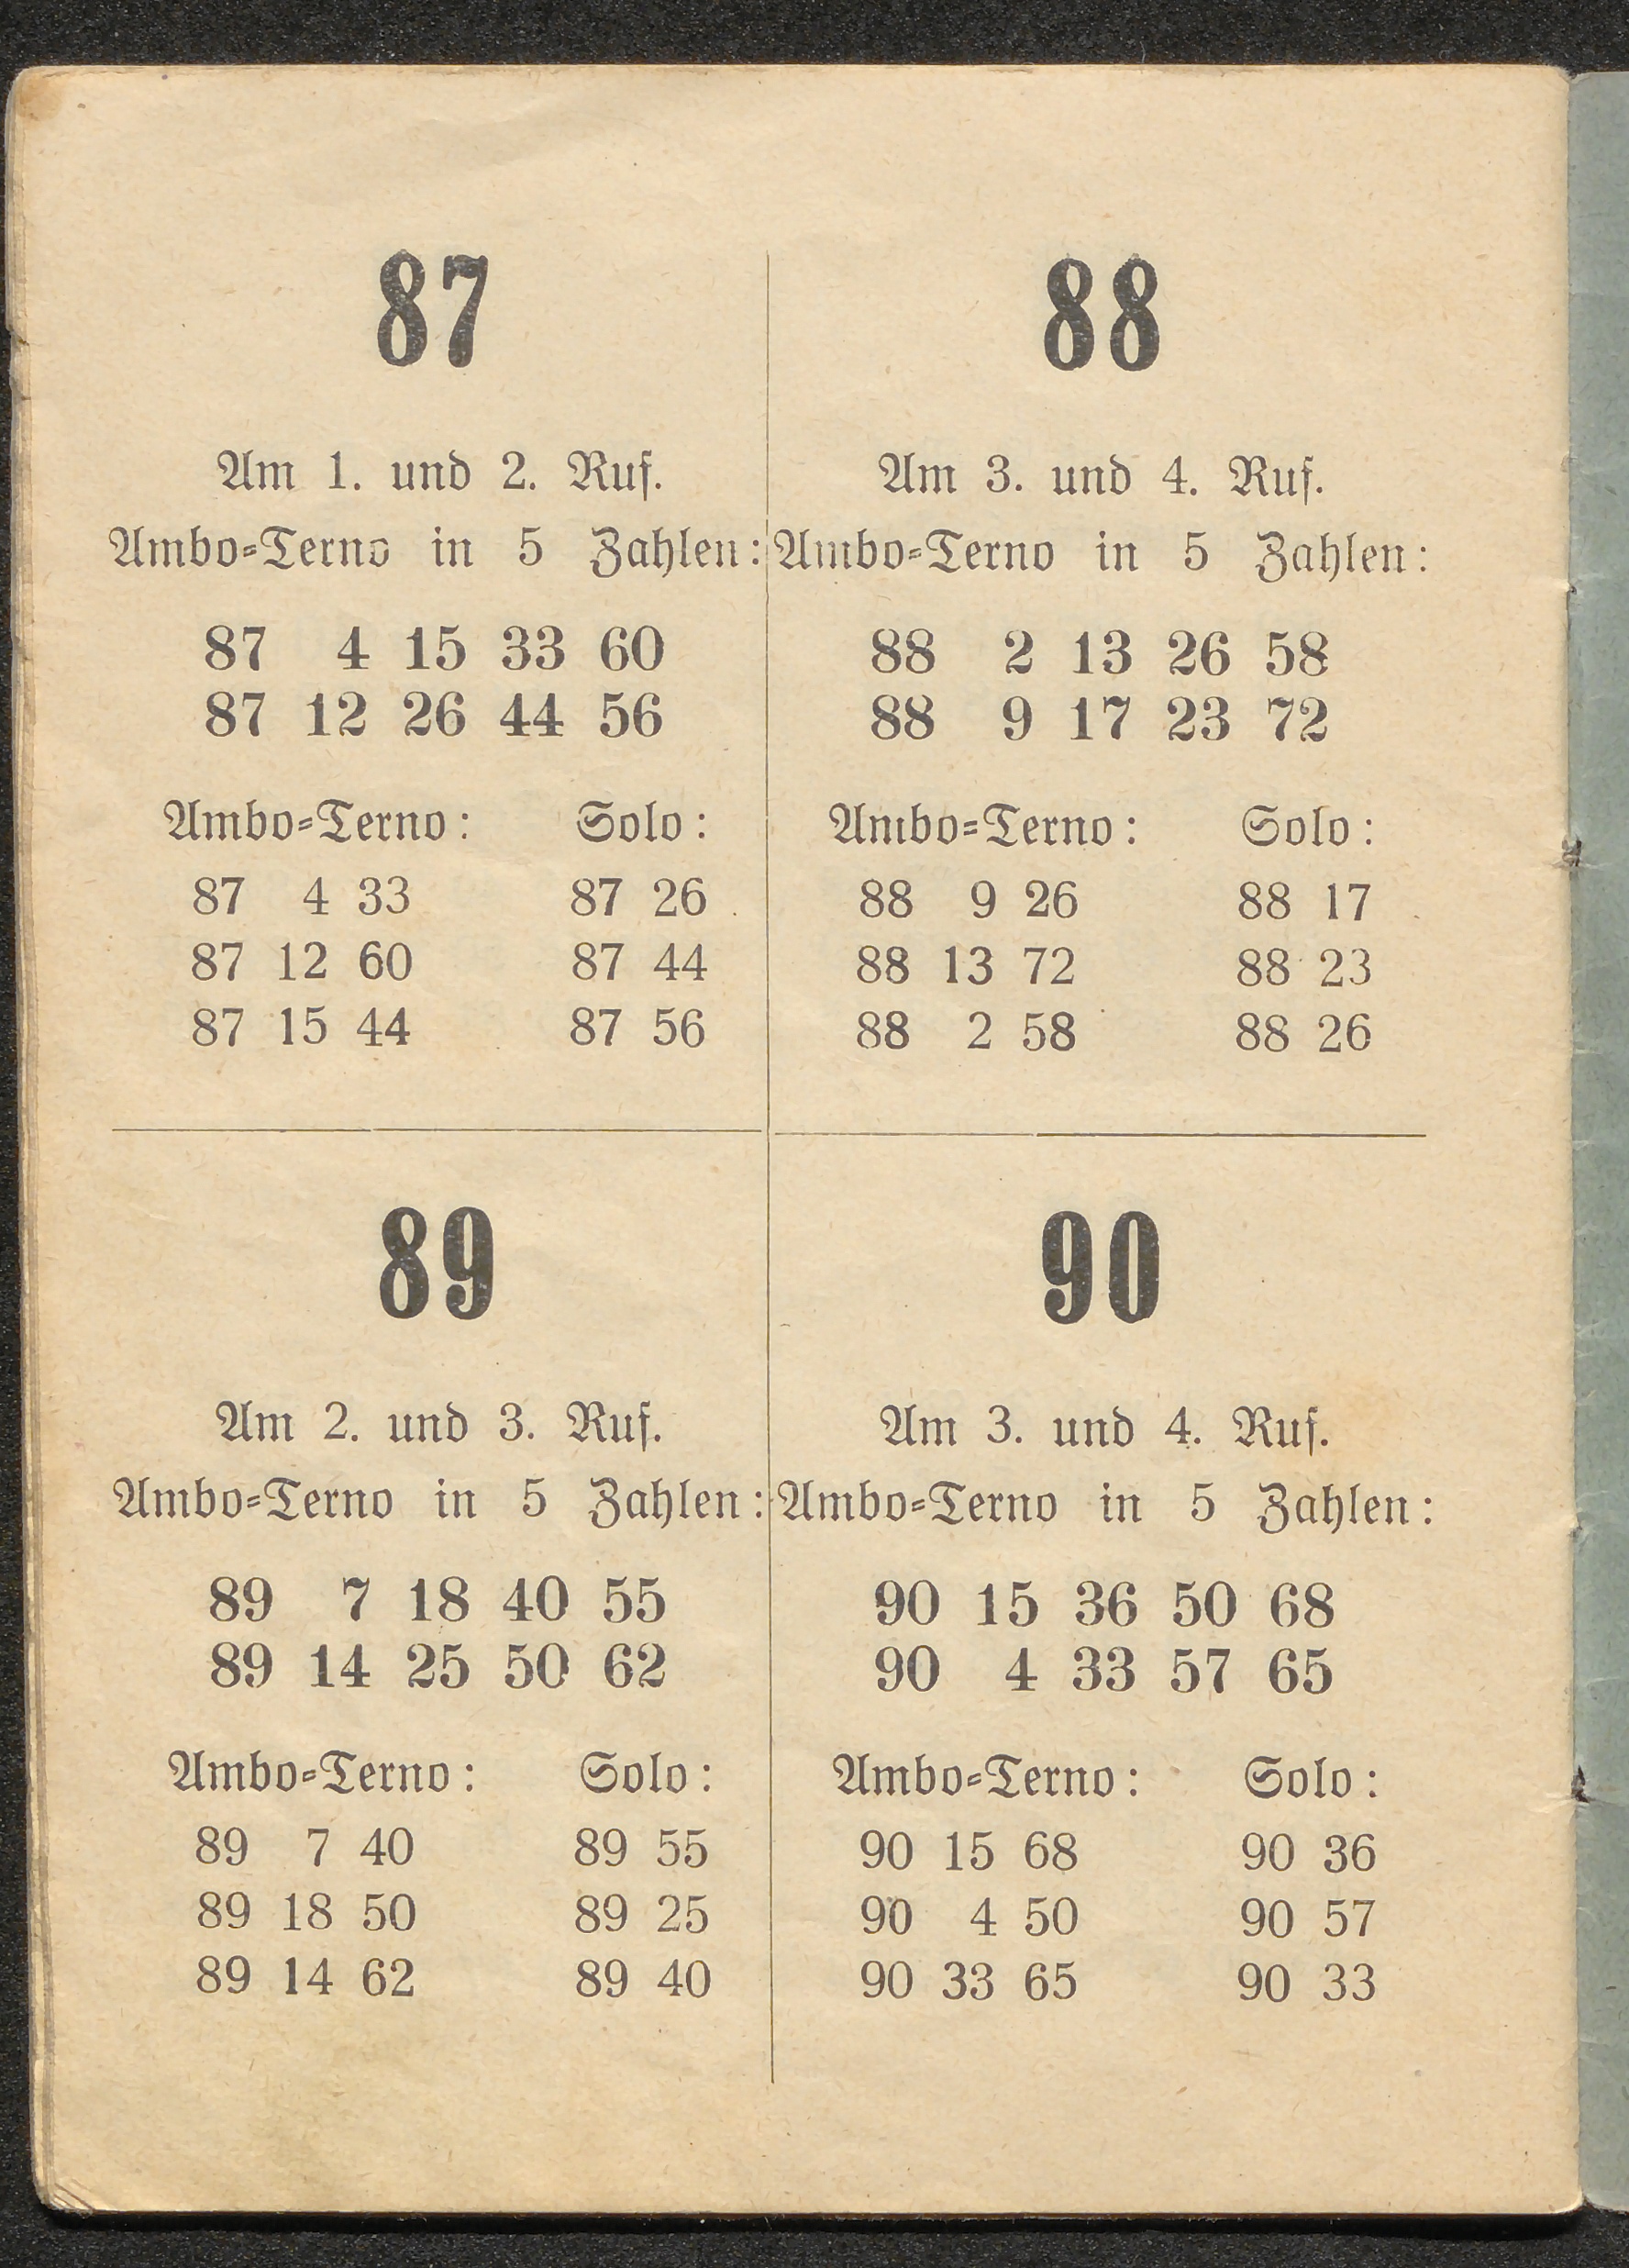 87
Am 1. und 2. Ruf.
Ambo=Terno in 5 Zahlen:
87 4 15 33 60
87 12 26 44 56
Ambo=Terno: Solo:
87 4 33 87 26
87 12 60 87 44
87 15 44 87 56
88
Am 3. und 4. Ruf.
Ambo=Terno in 5 Zahlen:
88 2 13 26 58
88 9 17 23 72
Ambo=Terno: Solo:
88 9 26 88 17
88 13 72 88 23
88 2 58 88 26
89
Am 2. und 3. Ruf.
Ambo=Terno in 5 Zahlen:
89 7 18 40 55
89 14 25 50 62
Ambo=Terno: Solo:
89 7 40 89 55
89 18 50 89 25
89 14 62 89 40
90
Am 3. und 4. Ruf.
Ambo=Terno in 5 Zahlen:
90 15 36 50 68
90 4 33 57 65
Ambo=Terno: Solo:
90 15 68 90 36
90 4 50 90 57
90 33 65 90 33